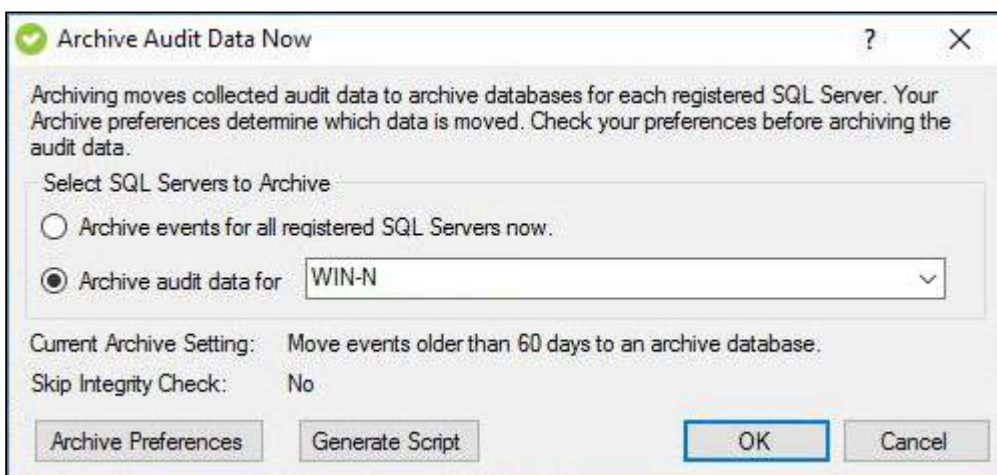 Archive Audit Data Now
?
Archiving moves collected audit data to archive databases for each registered SQL Server. Your
Archive preferences determine which data is moved. Check your preferences before archiving the
audit data.
Select SQL Servers to Archive
Archive events for all registered SQL Servers now.
Archive audit data for WIN-N
Current Archive Setting: Move events older than 60 days to an archive database.
Skip Integrity Check: No
Archive Preferences Generate Script OK Cancel